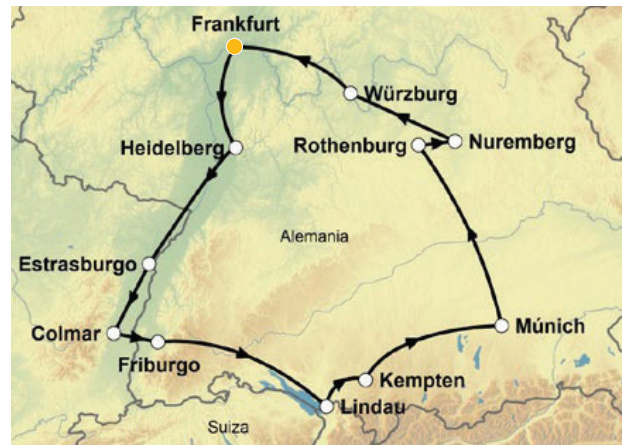 Frankfurt
Würzburg
Heidelberg
Rothenburg
Nuremberg
Alemania
Estrasburgo
Colmar
Friburgo
Múnich
Kempten
Lindau
Suiza